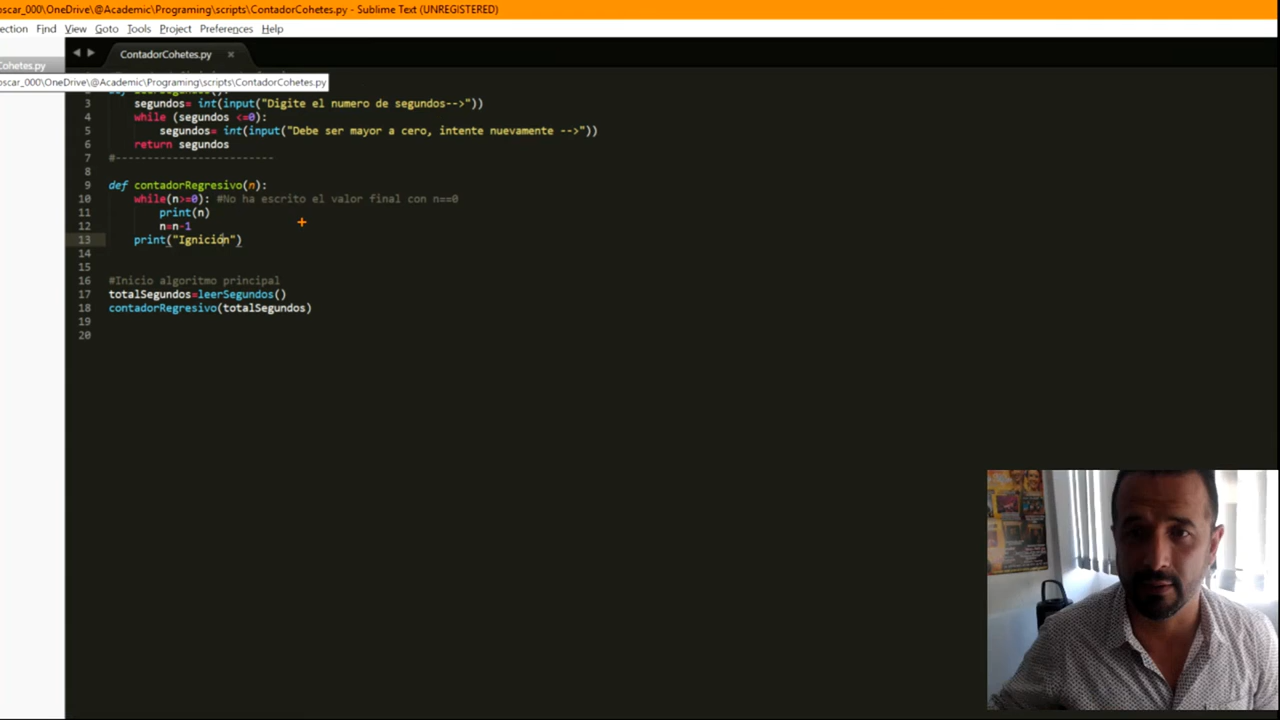 oscar_000\OneDrive\@Academic\Programing\scripts\ContadorCohetes.py - Sublime Text (UNREGISTERED)
ection Find View Goto Tools Project Preferences Help
Cohetes.py
ContadorCohetes.py ×
oscar_000\OneDrive\@Academic\Programing\scripts\ContadorCohetes.py
3 segundos= int(input("Digite el numero de segundos-->"))
4 while (segundos <=0):
5 segundos= int(input("Debe ser mayor a cero, intente nuevamente -->"))
6 return segundos
7 #-------------------------
8
9 def contadorRegresivo(n):
10 while(n>=0): #No ha escrito el valor final con n==0
11 print(n)
12 n=n-1
13 print("Ignición")
14
15
16 #Inicio algoritmo principal
17 totalSegundos=leerSegundos()
18 contadorRegresivo(totalSegundos)
19
20